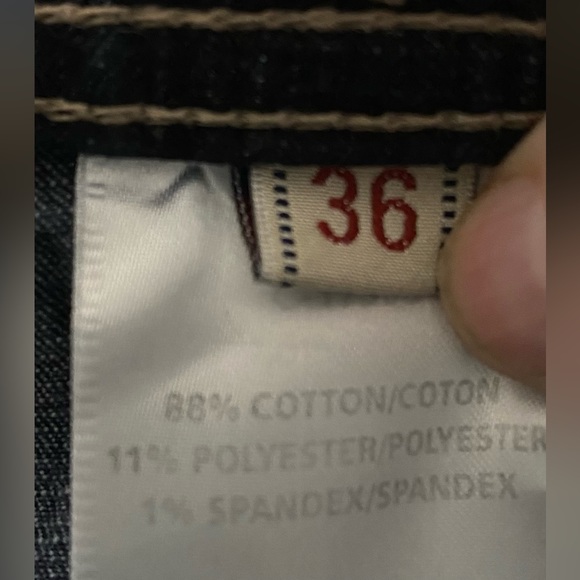 36
88% COTTON/COTON
11% POLYESTER/POLYESTER
1% SPANDEX/SPANDEX